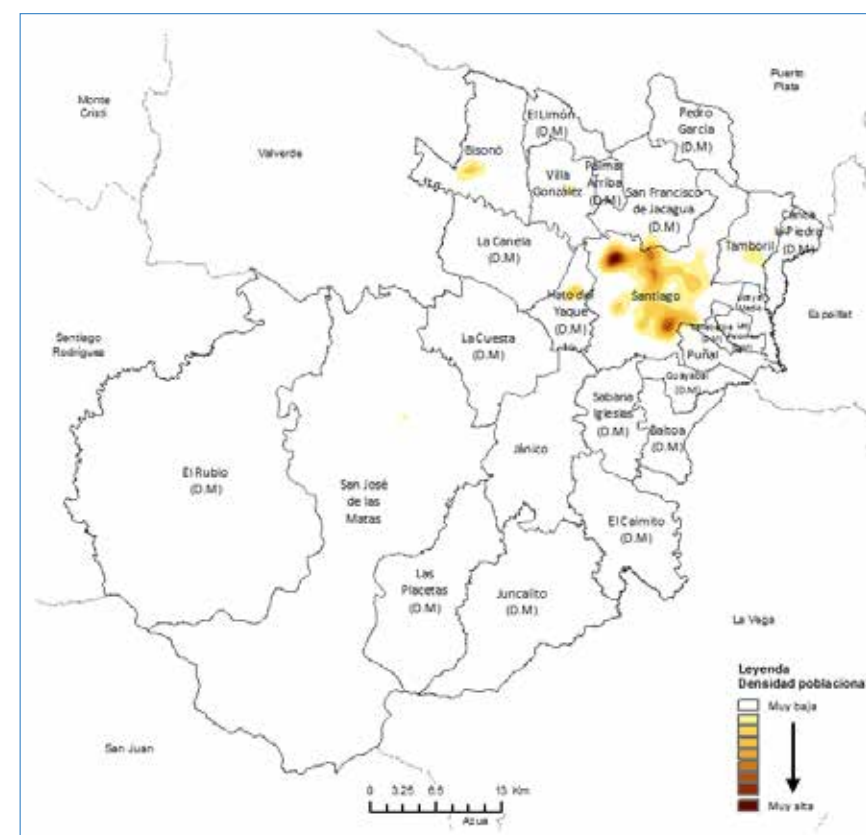 Puerto
Plata
Monte
Cristi
Valverde
El Limón
(D.M)
Pedro
García
(D.M)
Bisonó
Villa
González
Palmar
Arriba
(D.M)
San Francisco
de Jacagua
(D.M)
Canca
la Piedra
(D.M)
Tamboril
La Canela
(D.M)
Hato del
Yaque
(D.M)
Santiago
Espaillat
Santiago
Rodríguez
La Cuesta
(D.M)
Puñal
Guayabal
(D.M)
Sabana
Iglesias
(D.M)
Baitoa
(D.M)
Jánico
El Rubio
(D.M)
San José
de las
Matas
El Caimito
(D.M)
Las
Placetas
(D.M)
Juncalito
(D.M)
La Vega
San Juan
Leyenda
Densidad poblaciona
Muy baja
Muy alta
0 3.25 6.5 13 Km
Azua